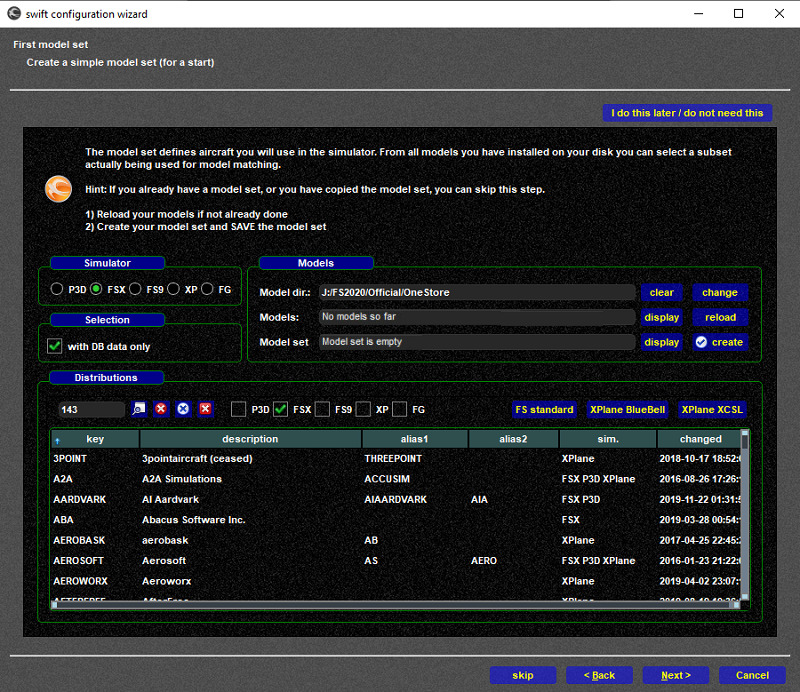 swift configuration wizard
First model set
Create a simple model set (for a start)
I do this later / do not need this
The model set defines aircraft you will use in the simulator. From all models you have installed on your disk you can select a subset
actually being used for model matching.
Hint: If you already have a model set, or you have copied the model set, you can skip this step.
1) Reload your models if not already done
2) Create your model set and SAVE the model set
Simulator
P3D FSX FS9 XP FG
Selection
with DB data only
Models
Model dir.: J:/FS2020/Official/OneStore clear change
Models: No models so far display reload
Model set Model set is empty display create
Distributions
143 P3D FSX FS9 XP FG FS standard XPlane BlueBell XPlane XCSL
key description alias1 alias2 sim. changed
3POINT 3pointaircraft (ceased) THREEPOINT XPlane 2018-10-17 18:52:
A2A A2A Simulations ACCUSIM FSX P3D XPlane 2016-08-26 17:26:
AARDVARK AI Aardvark AIAARDVARK AIA FSX P3D 2019-11-22 01:31:
ABA Abacus Software Inc. FSX 2019-03-28 00:54:
AEROBASK aerobask AB XPlane 2017-04-25 22:45:
AEROSOFT Aerosoft AS AERO FSX P3D XPlane 2016-01-23 21:22:
AEROWORX Aeroworx XPlane 2019-04-02 23:07:
skip < Back Next > Cancel